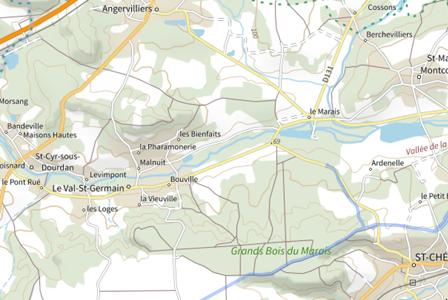 Angervilliers
Cossons
Berchevilliers
St-Ma
Montco
D131
Morsang
le Marais
Bandeville
Maisons Hautes
les Bienfaits
la Pharamonerie
69
Vallée de la
oisnard
St-Cyr-sous-
Dourdan
Malnuit
Ardenelle
Levimpont
le Pont Rué
Le Val-St-Germain
Bouville
la Vieuville
les Loges
le Petit
Grands Bois du Marais
ST-CHÉ